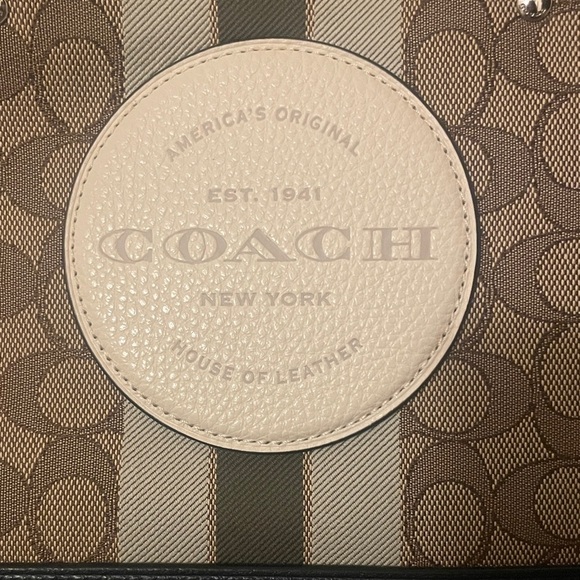 AMERICA'S ORIGINAL
EST. 1941
COACH
NEW YORK
HOUSE OF LEATHER